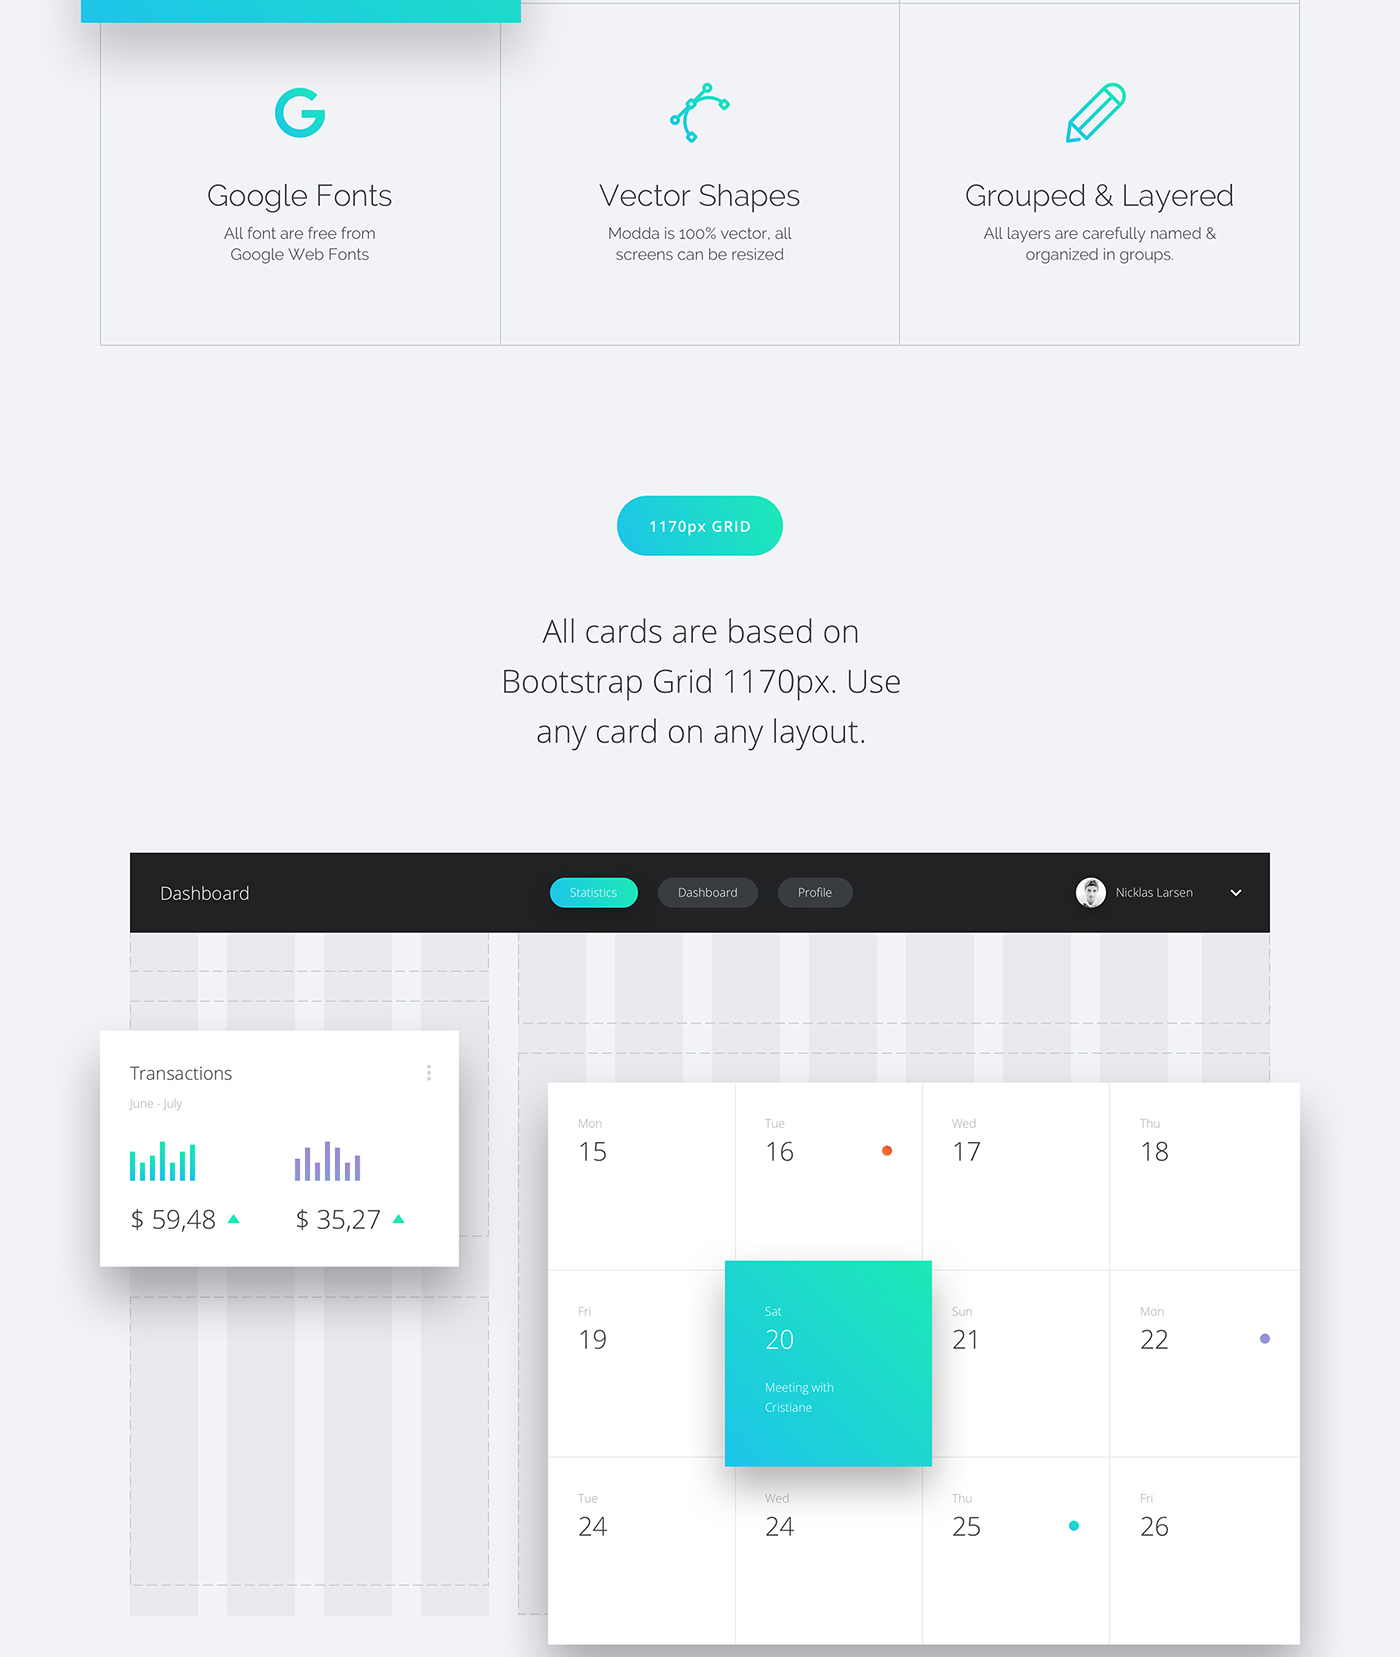 Google Fonts
All font are free from
Google Web Fonts
Vector Shapes
Modda is 100% vector, all
screens can be resized
Grouped & Layered
All layers are carefully named &
organized in groups.
1170px GRID
All cards are based on
Bootstrap Grid 1170px. Use
any card on any layout.
Dashboard
Statistics
Dashboard
Profile
Nicklas Larsen
Transactions
June - July
$ 59,48
$ 35,27
Mon
15
Tue
16
Wed
17
Thu
18
Fri
19
Sat
20
Meeting with
Cristiane
Sun
21
Mon
22
Tue
24
Wed
24
Thu
25
Fri
26